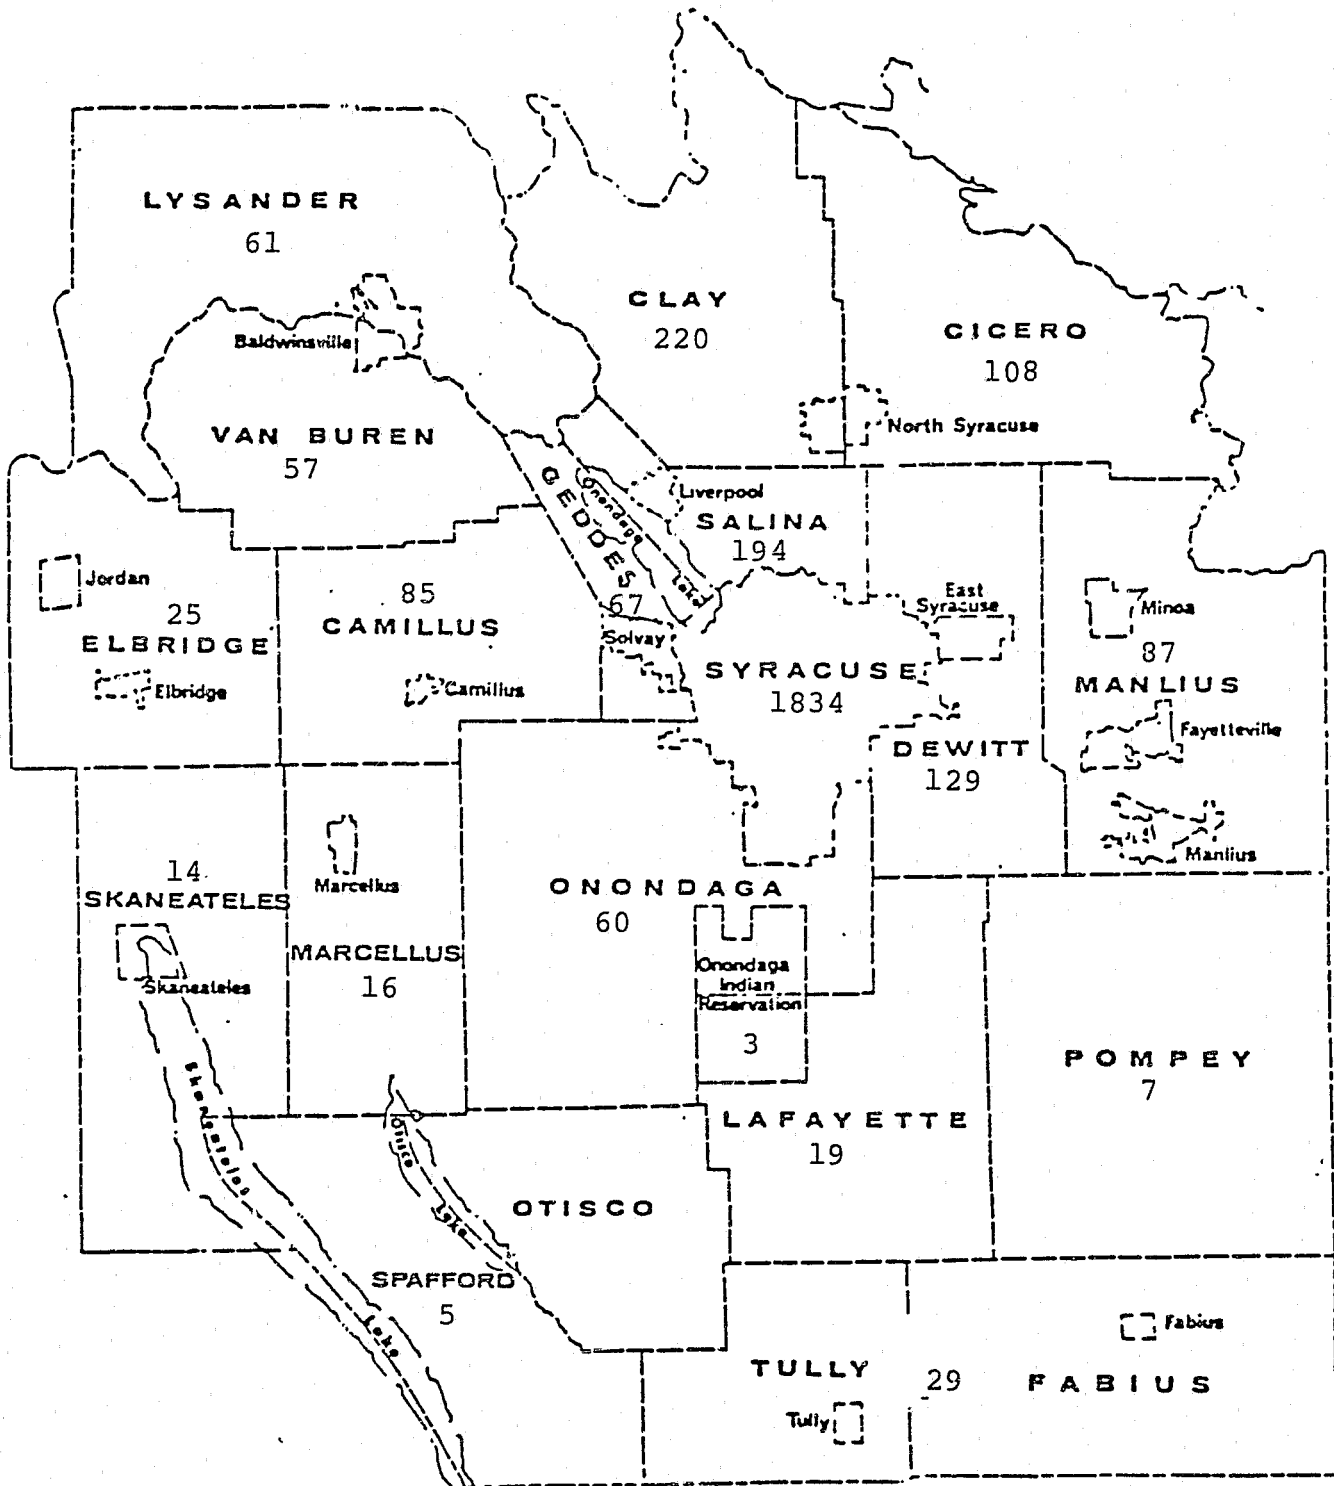 LYSANDER
61
CLAY
220
CICERO
108
Baldwinsville
North Syracuse
VAN BUREN
57
GEDDES
67
Onondaga
Lake
Liverpool
SALINA
194
Jordan
25
ELBRIDGE
Elbridge
85
CAMILLUS
Camillus
Solvay
SYRACUSE
1834
East
Syracuse
Minoa
87
MANLIUS
Fayetteville
DEWITT
129
Manlius
14
SKANEATELES
Skaneateles
Marcellus
MARCELLUS
16
ONONDAGA
60
Onondaga
Indian
Reservation
3
POMPEY
7
LAFAYETTE
19
Skaneateles
Lake
Otisco
Lake
OTISCO
SPAFFORD
5
TULLY
Tully
29
Fabius
FABIUS